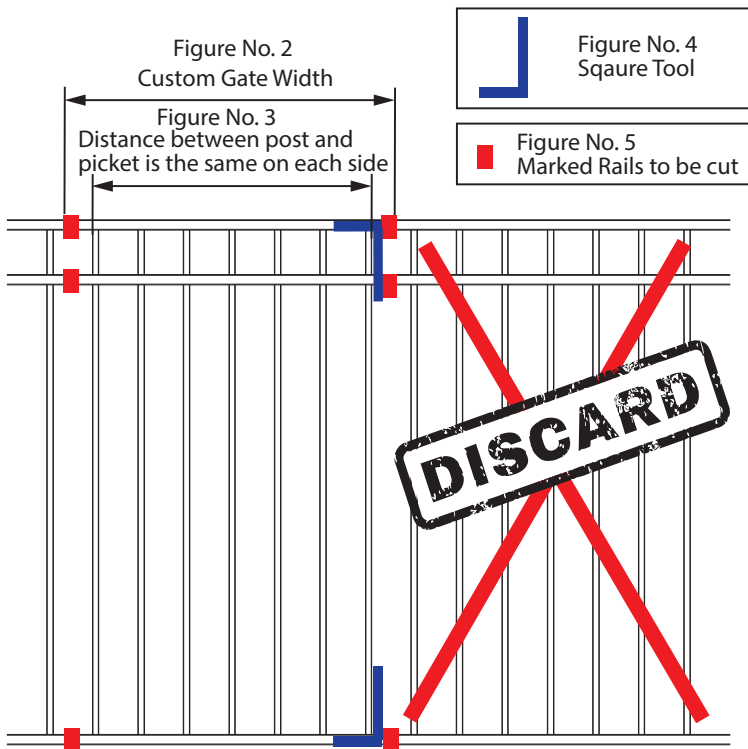 Figure No. 2
Custom Gate Width
Figure No. 3
Distance between post and
picket is the same on each side
Figure No. 4
Sqaure Tool
Figure No. 5
Marked Rails to be cut
DISCARD